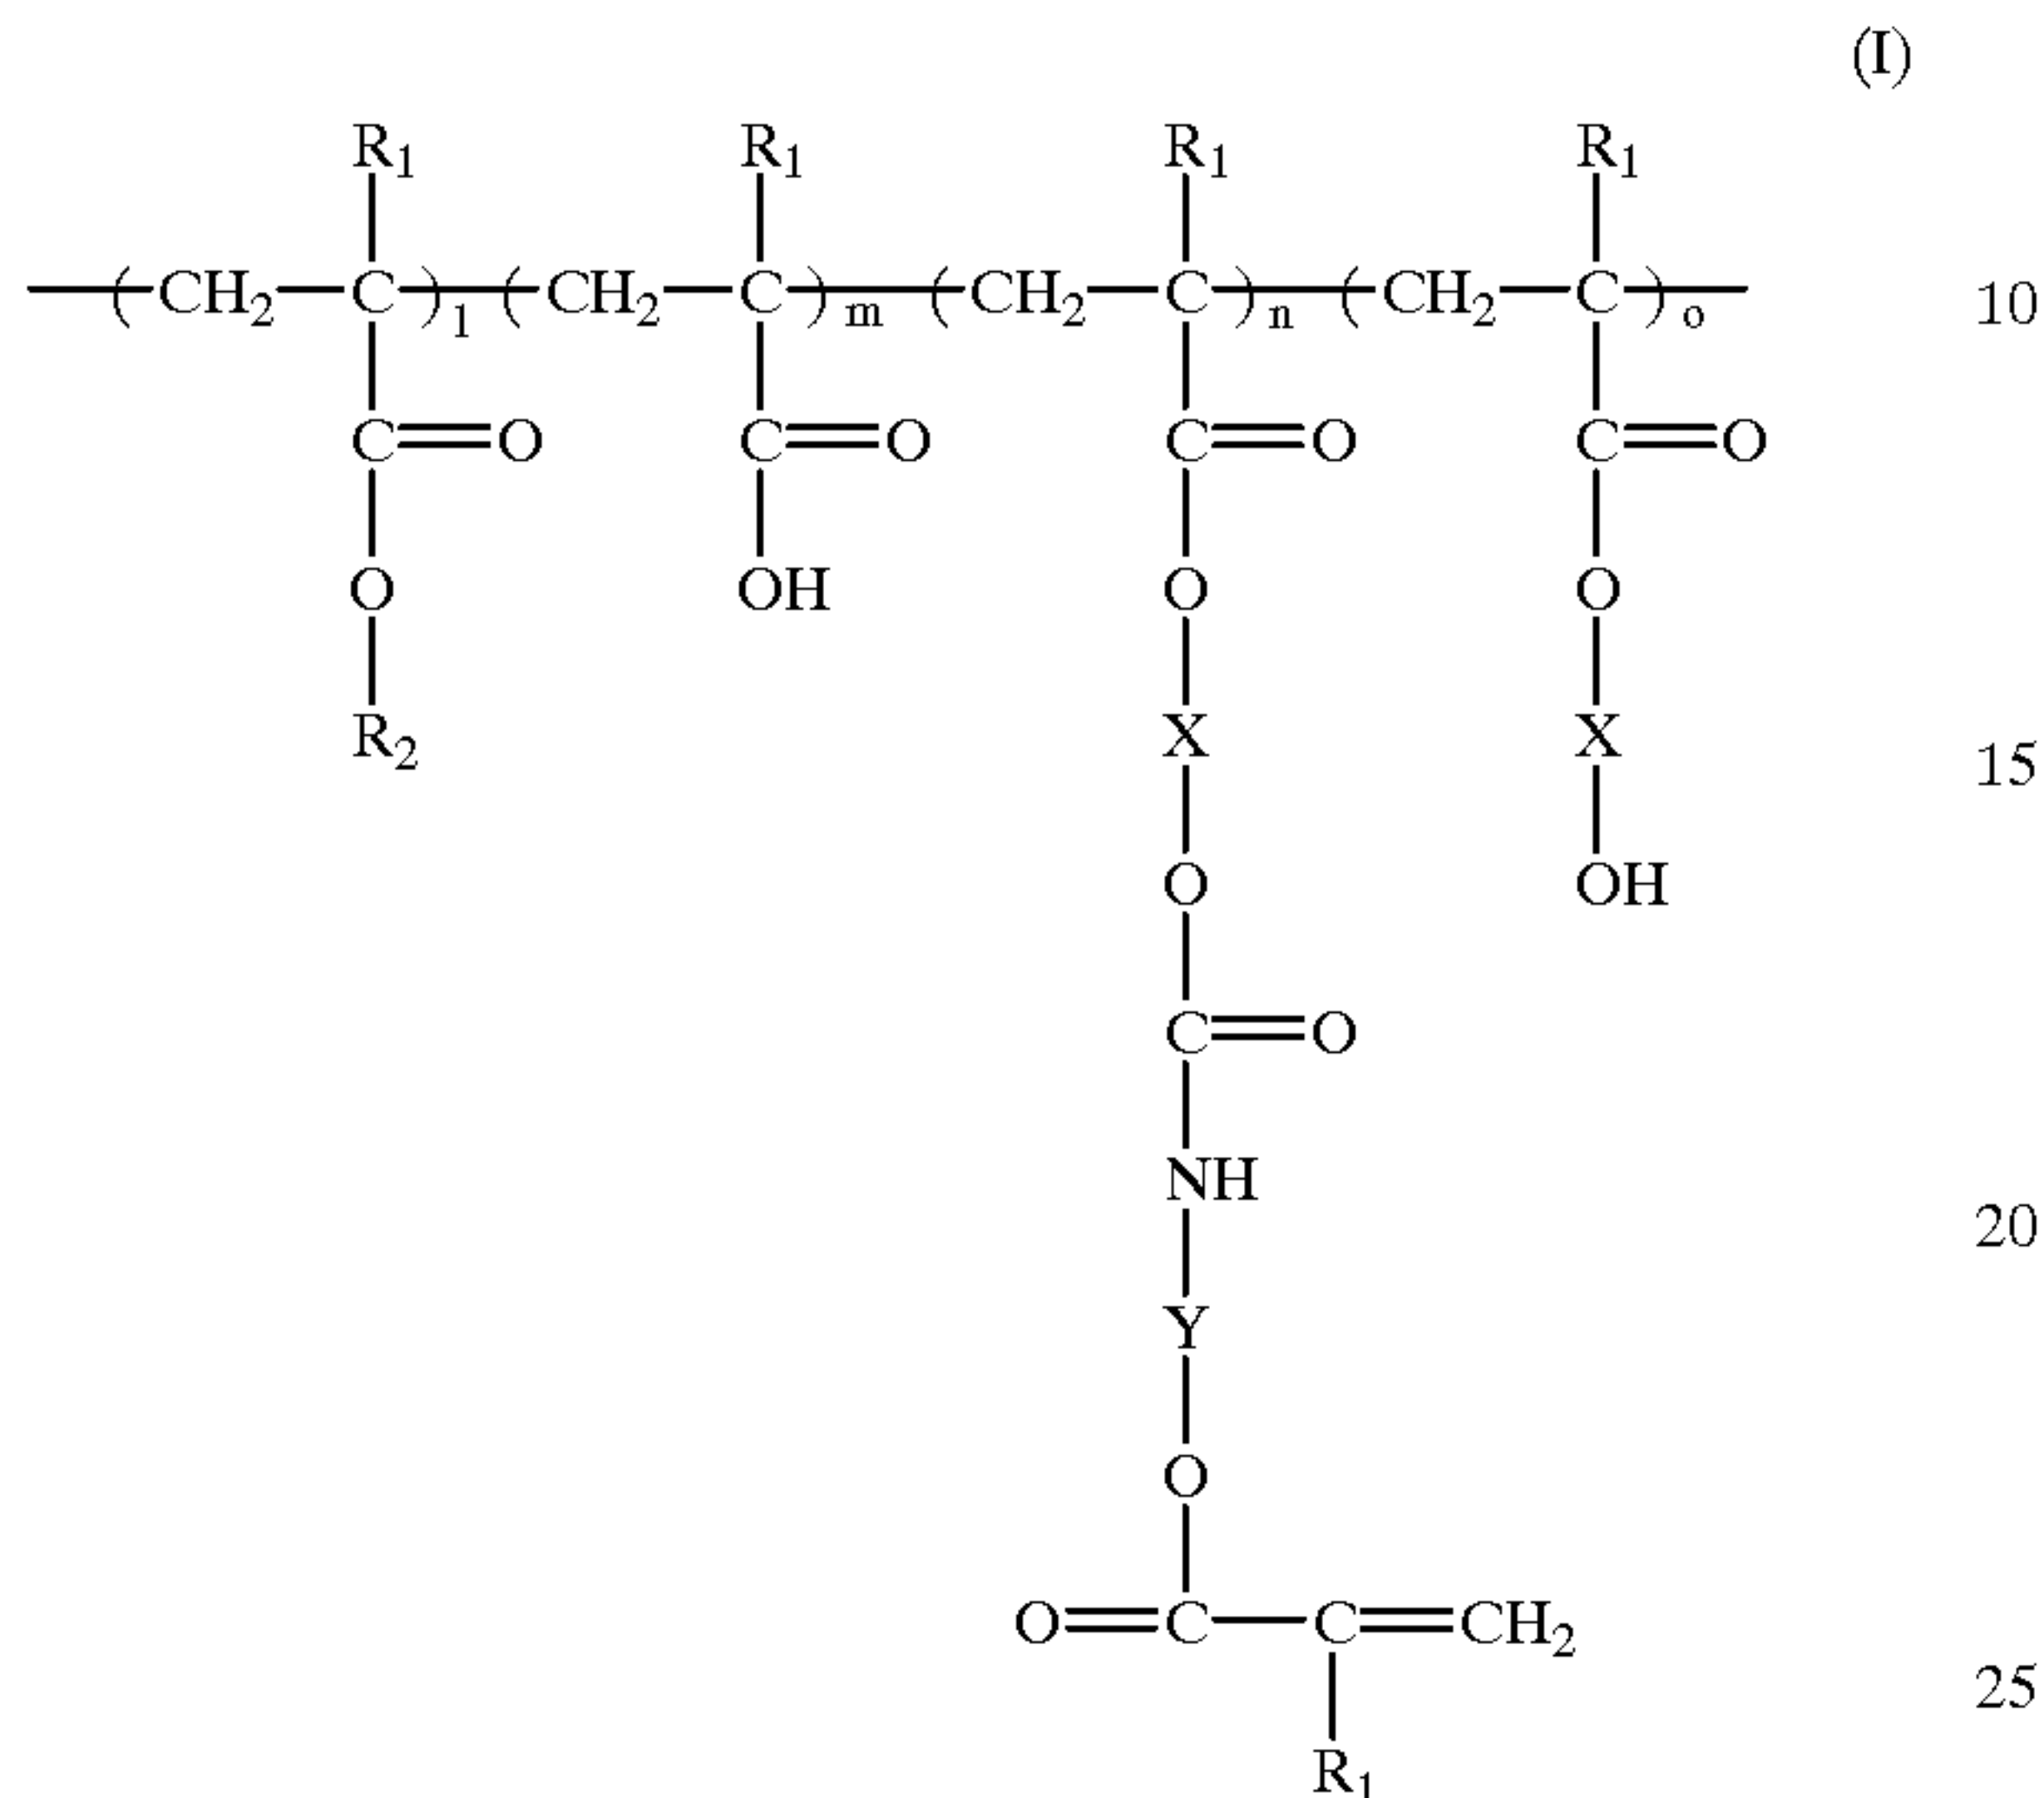 (I)
R1 R1 R1 R1
( CH2 C )1 ( CH2 C )m ( CH2 C )n ( CH2 C )o 10
C O C O C O C O
O OH O O
R2 X X 15
O OH
C O
NH 20
Y
O
O C C CH2
R1 25